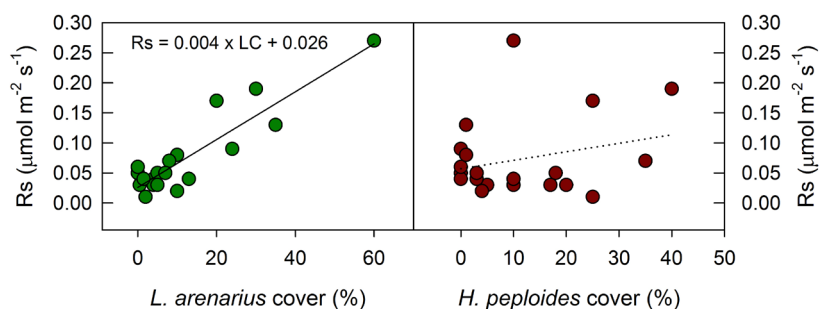 Rs = 0.004 x LC + 0.026
Rs (μmol m⁻² s⁻¹)
0.30
0.25
0.20
0.15
0.10
0.05
0.00
0 20 40 60
L. arenarius cover (%)
0 10 20 30 40 50
H. peploides cover (%)
0.30
0.25
0.20
0.15
0.10
0.05
0.00
Rs (μmol m⁻² s⁻¹)